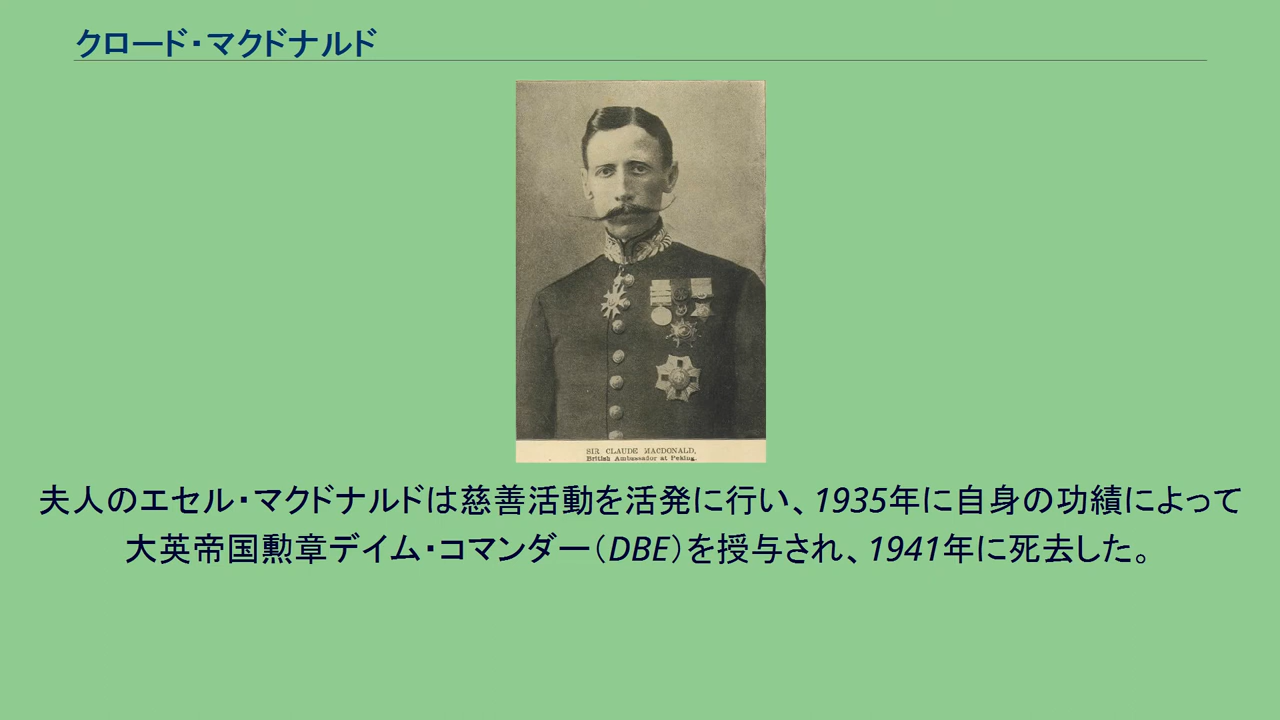 クロード・マクドナルド
SIR CLAUDE MACDONALD,
British Ambassador at Peking.
夫人のエセル・マクドナルドは慈善活動を活発に行い、1935年に自身の功績によって
大英帝国勲章デイム・コマンダー（DBE）を授与され、1941年に死去した。